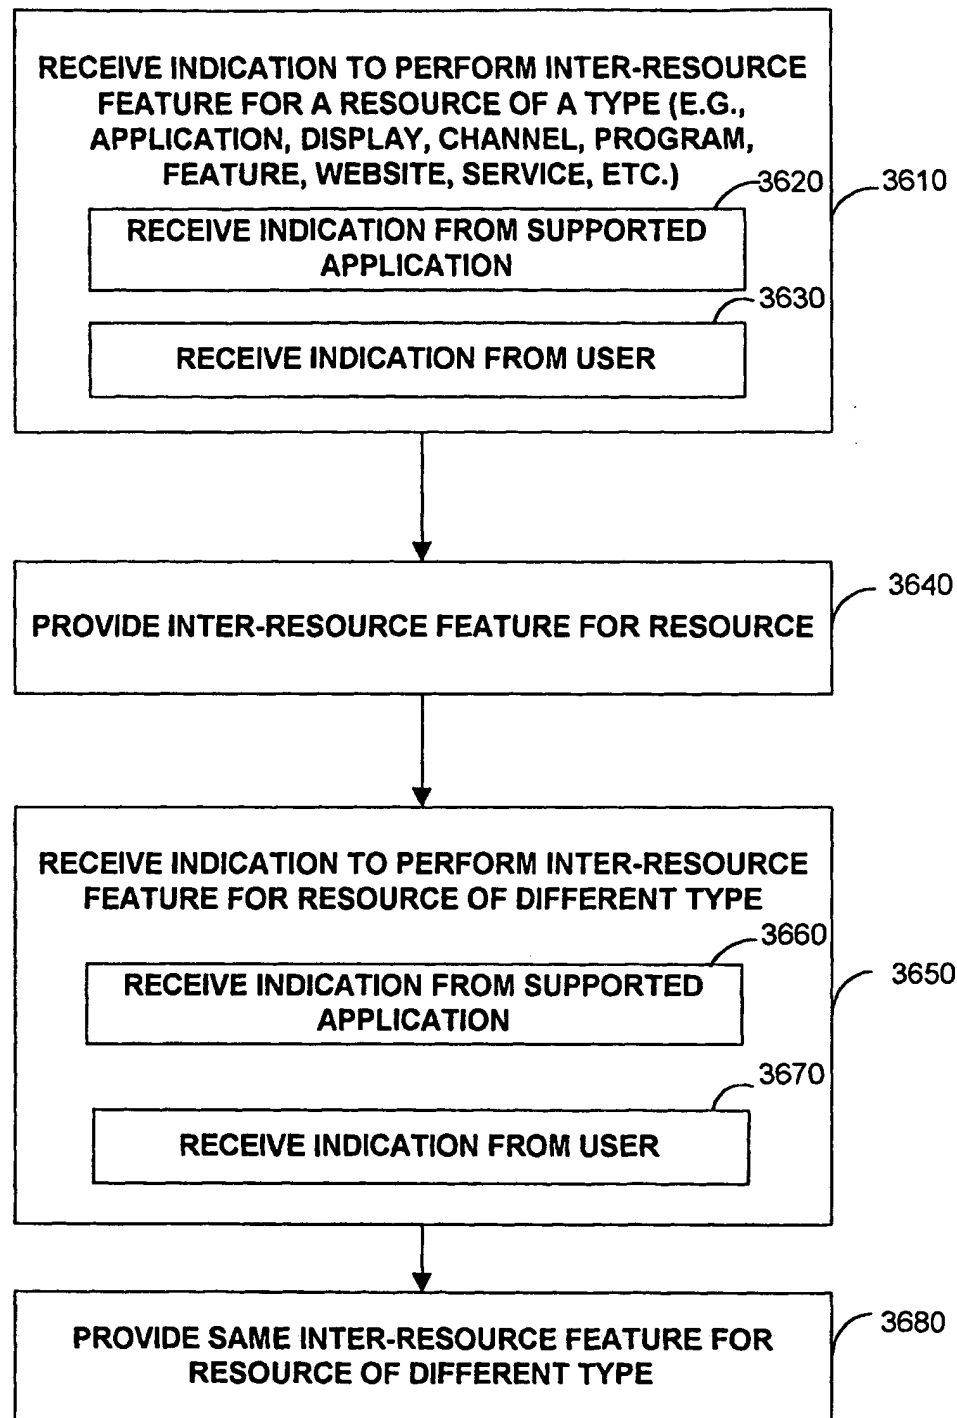 RECEIVE INDICATION TO PERFORM INTER-RESOURCE
FEATURE FOR A RESOURCE OF A TYPE (E.G.,
APPLICATION, DISPLAY, CHANNEL, PROGRAM,
FEATURE, WEBSITE, SERVICE, ETC.)
3620
3610
RECEIVE INDICATION FROM SUPPORTED
APPLICATION
3630
RECEIVE INDICATION FROM USER
3640
PROVIDE INTER-RESOURCE FEATURE FOR RESOURCE
RECEIVE INDICATION TO PERFORM INTER-RESOURCE
FEATURE FOR RESOURCE OF DIFFERENT TYPE
3660
3650
RECEIVE INDICATION FROM SUPPORTED
APPLICATION
3670
RECEIVE INDICATION FROM USER
3680
PROVIDE SAME INTER-RESOURCE FEATURE FOR
RESOURCE OF DIFFERENT TYPE